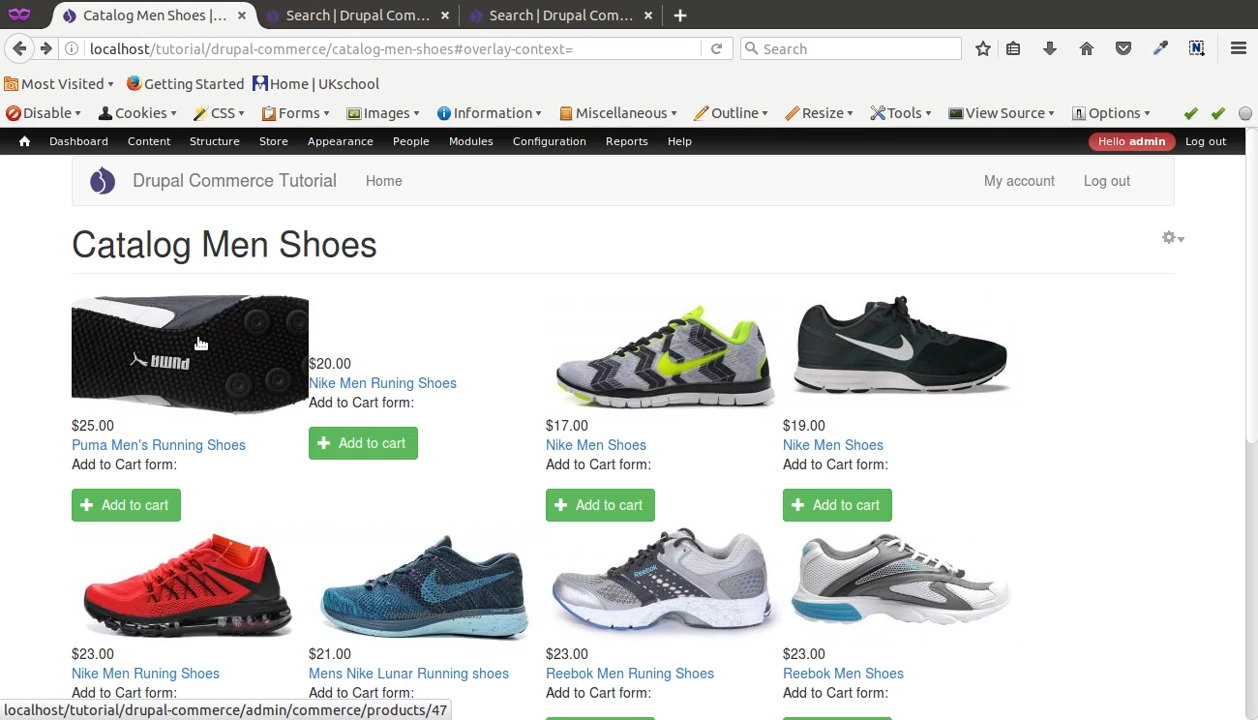 Catalog Men Shoes |...
Search | Drupal Com...
Search | Drupal Com...
localhost/tutorial/drupal-commerce/catalog-men-shoes#overlay-context=
Search
Most Visited
Getting Started
Home | UKschool
Disable
Cookies
CSS
Forms
Images
Information
Miscellaneous
Outline
Resize
Tools
View Source
Options
Dashboard
Content
Structure
Store
Appearance
People
Modules
Configuration
Reports
Help
Hello admin
Log out
Drupal Commerce Tutorial
Home
My account
Log out
Catalog Men Shoes
PUMA
$25.00
Puma Men's Running Shoes
Add to Cart form:
Add to cart
$20.00
Nike Men Runing Shoes
Add to Cart form:
Add to cart
$17.00
Nike Men Shoes
Add to Cart form:
Add to cart
$19.00
Nike Men Shoes
Add to Cart form:
Add to cart
$23.00
Nike Men Runing Shoes
Add to Cart form:
$21.00
Mens Nike Lunar Running shoes
Add to Cart form:
Reebok
$23.00
Reebok Men Runing Shoes
Add to Cart form:
$23.00
Reebok Men Shoes
Add to Cart form:
localhost/tutorial/drupal-commerce/admin/commerce/products/47